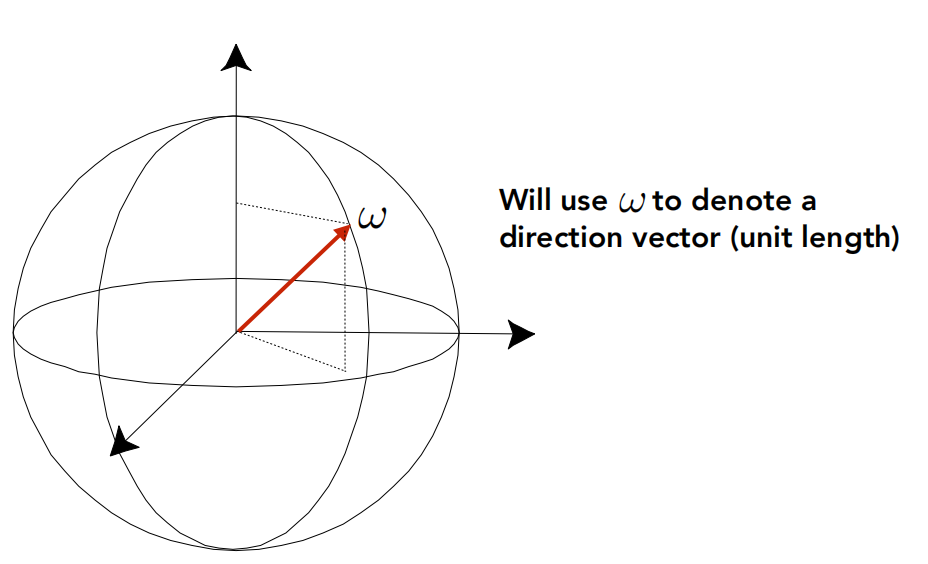 ω
Will use ω to denote a
direction vector (unit length)